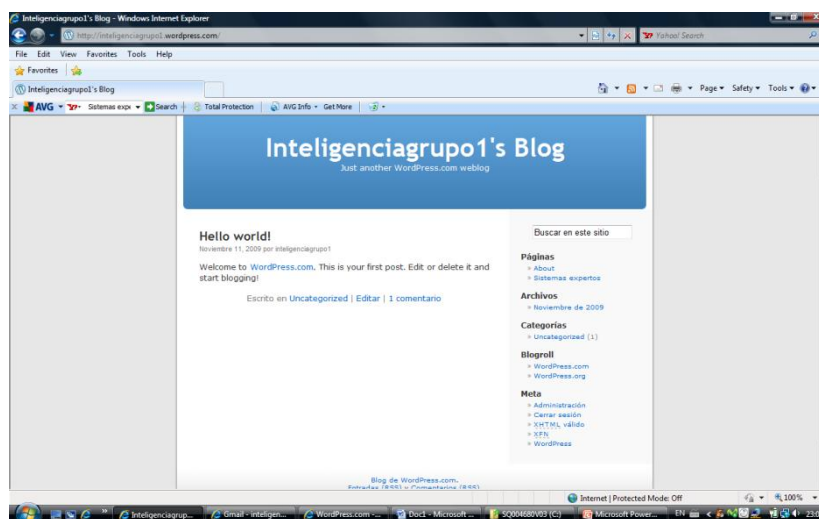 Inteligenciagrupo1's Blog - Windows Internet Explorer
http://inteligenciagrupo1.wordpress.com/
Yahoo! Search
File Edit View Favorites Tools Help
Favorites
Inteligenciagrupo1's Blog
Page Safety Tools
AVG Sistemas expe Search Total Protection AVG Info Get More
Inteligenciagrupo1's Blog
Just another WordPress.com weblog
Hello world!
Noviembre 11, 2009 por inteligenciagrupo1
Welcome to WordPress.com. This is your first post. Edit or delete it and
start blogging!
Escrito en Uncategorized | Editar | 1 comentario
Buscar en este sitio
Páginas
» About
» Sistemas expertos
Archivos
» Noviembre de 2009
Categorías
» Uncategorized (1)
Blogroll
» WordPress.com
» WordPress.org
Meta
» Administración
» Cerrar sesión
» XHTML válido
» XFN
» WordPress
Blog de WordPress.com.
Entradas (RSS) y Comentarios (RSS)
Internet | Protected Mode: Off 100%
Inteligenciagrup... Gmail - inteligen... WordPress.com -... Doc1 - Microsoft ... SQ004680V03 (C:) Microsoft Power... EN